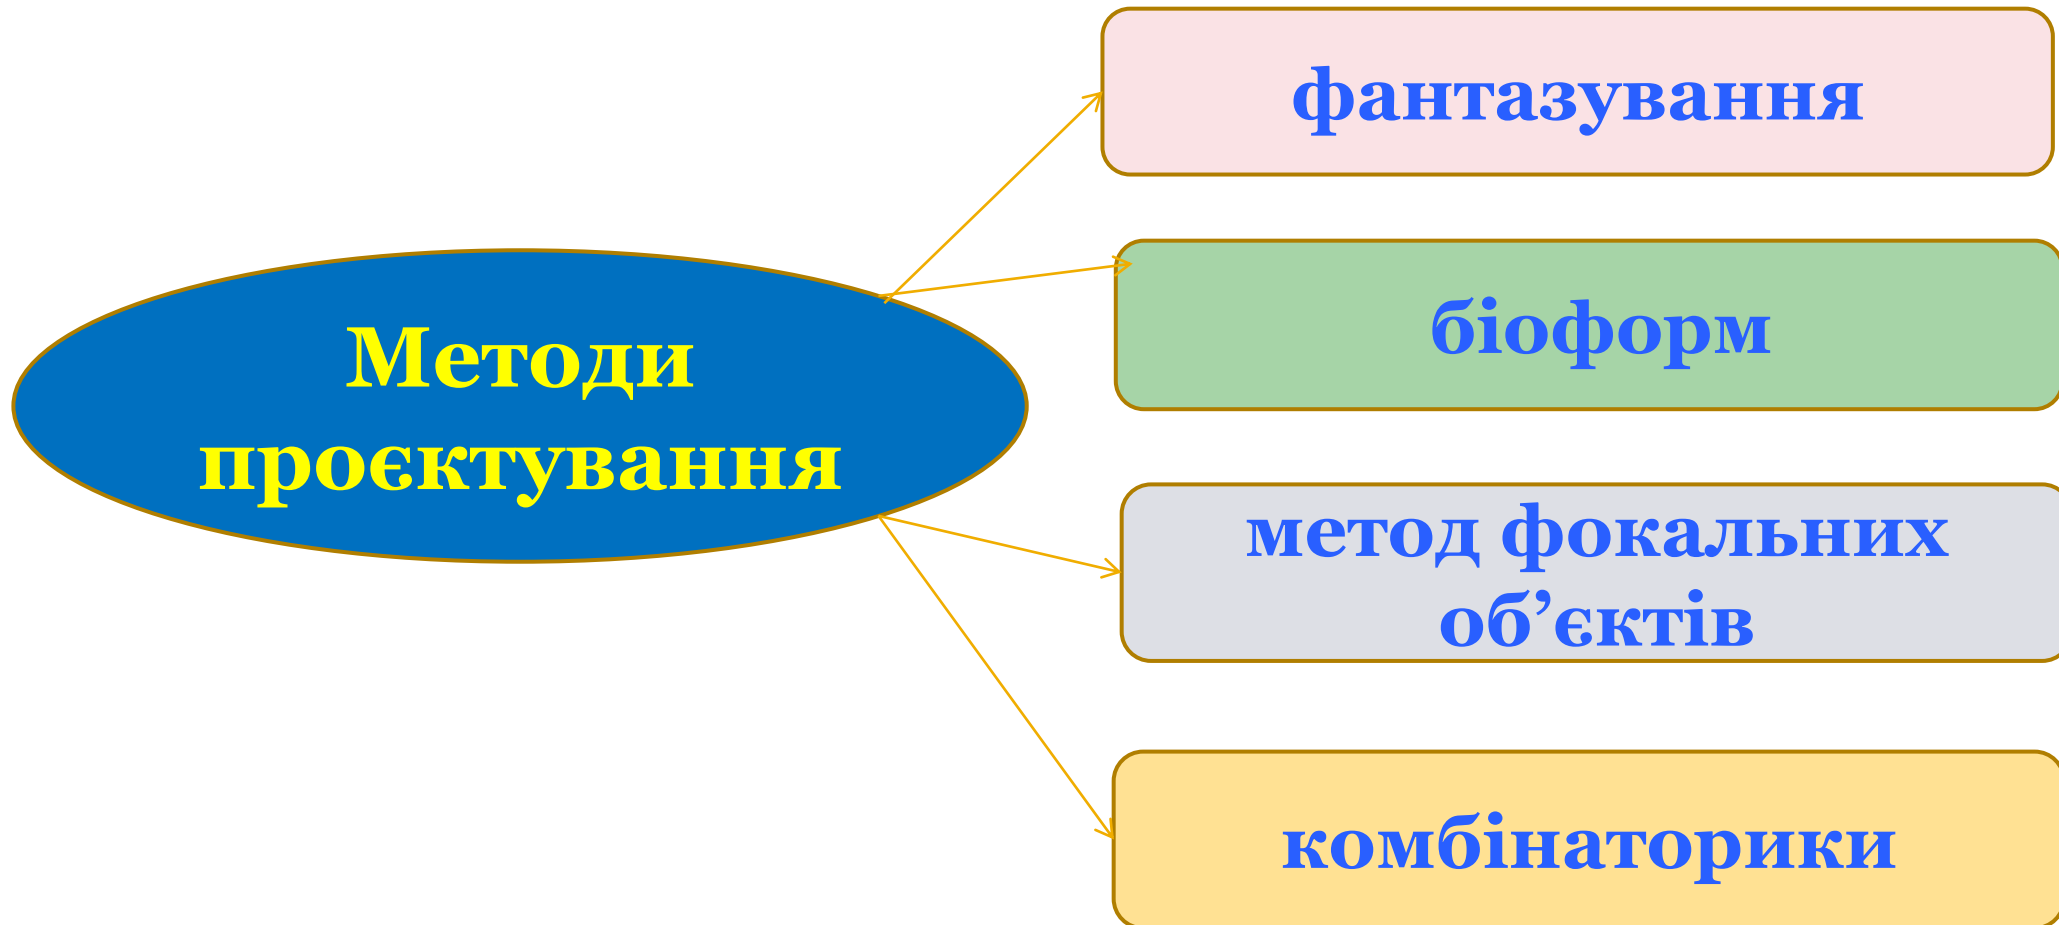 Методи
проєктування
фантазування
біоформ
метод фокальних
об’єктів
комбінаторики